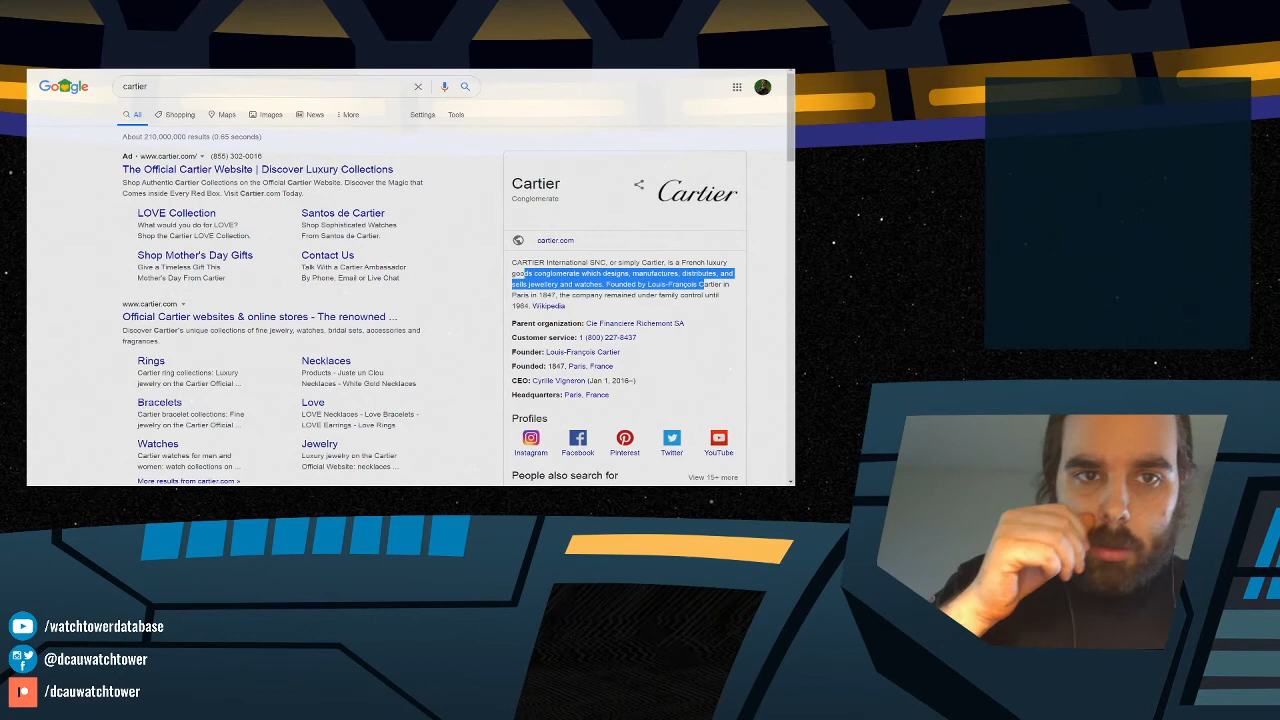 Google
cartier
All
Shopping
Maps
Images
News
More
Settings
Tools
About 210,000,000 results (0.65 seconds)
Ad · www.cartier.com/ (855) 302-0016
The Official Cartier Website | Discover Luxury Collections
Shop Authentic Cartier Collections on the Official Cartier Website. Discover the Magic that
Comes inside Every Red Box. Visit Cartier.com Today.
LOVE Collection
What would you do for LOVE?
Shop the Cartier LOVE Collection.
Santos de Cartier
Shop Sophisticated Watches
From Santos de Cartier.
Shop Mother's Day Gifts
Give a Timeless Gift This
Mother's Day From Cartier
Contact Us
Talk With a Cartier Ambassador
By Phone, Email or Live Chat
www.cartier.com
Official Cartier websites & online stores - The renowned ...
Discover Cartier's unique collections of fine jewelry, watches, bridal sets, accessories and
fragrances.
Rings
Cartier ring collections: Luxury
jewelry on the Cartier Official ...
Necklaces
Products - Juste un Clou
Necklaces - White Gold Necklaces
Bracelets
Cartier bracelet collections: Fine
jewelry on the Cartier Official ...
Love
LOVE Necklaces - Love Bracelets -
LOVE Earrings - Love Rings
Watches
Cartier watches for men and
women: watch collections on ...
Jewelry
Luxury jewelry on the Cartier
Official Website: necklaces ...
More results from cartier.com »
Cartier
Conglomerate
Cartier
cartier.com
CARTIER International SNC, or simply Cartier, is a French luxury
goods conglomerate which designs, manufactures, distributes, and
sells jewellery and watches. Founded by Louis-François Cartier in
Paris in 1847, the company remained under family control until
1964. Wikipedia
Parent organization: Cie Financiere Richemont SA
Customer service: 1 (800) 227-8437
Founder: Louis-François Cartier
Founded: 1847, Paris, France
CEO: Cyrille Vigneron (Jan 1, 2016–)
Headquarters: Paris, France
Profiles
Instagram
Facebook
Pinterest
Twitter
YouTube
People also search for
View 15+ more
/watchtowerdatabase
@dcauwatchtower
/dcauwatchtower